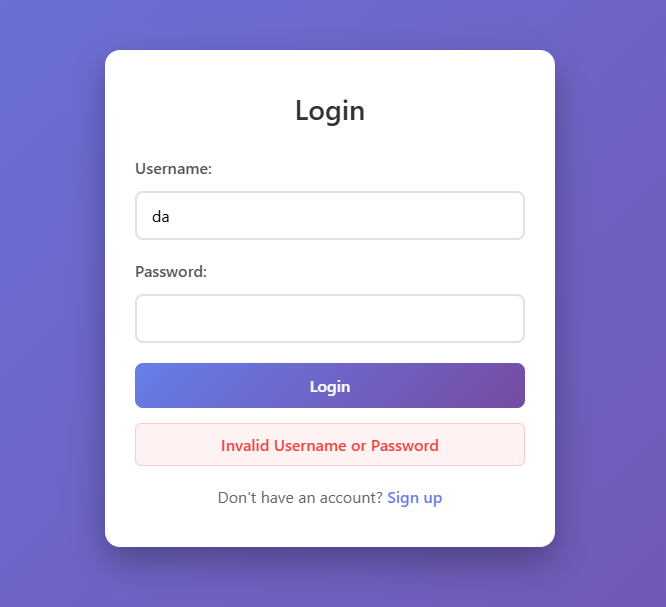 Login
Username:
da
Password:
Login
Invalid Username or Password
Don't have an account? Sign up